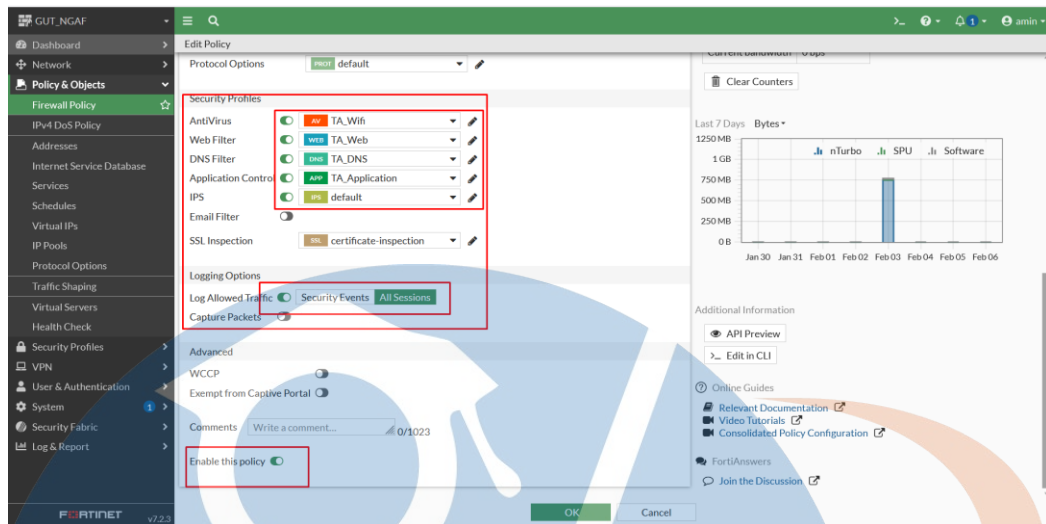 GUT_NGAF
>_
amin
1
Dashboard
Network
Policy & Objects
Firewall Policy
IPv4 DoS Policy
Addresses
Internet Service Database
Services
Schedules
Virtual IPs
IP Pools
Protocol Options
Traffic Shaping
Virtual Servers
Health Check
Security Profiles
VPN
User & Authentication
System 1
Security Fabric
Log & Report
FORTINET v7.2.3
Edit Policy
Protocol Options PROT default
Security Profiles
AntiVirus AV TA_Wifi
Web Filter WEB TA_Web
DNS Filter DNS TA_DNS
Application Control APP TA_Application
IPS IPS default
Email Filter
SSL Inspection SSL certificate-inspection
Logging Options
Log Allowed Traffic Security Events All Sessions
Capture Packets
Advanced
WCCP
Exempt from Captive Portal
Comments Write a comment... 0/1023
Enable this policy
OK Cancel
Current bandwidth 0 bps
Clear Counters
Last 7 Days Bytes
nTurbo SPU Software
1250 MB
1 GB
750 MB
500 MB
250 MB
0 B
Jan 30 Jan 31 Feb 01 Feb 02 Feb 03 Feb 04 Feb 05 Feb 06
Additional Information
API Preview
>_ Edit in CLI
Online Guides
Relevant Documentation
Video Tutorials
Consolidated Policy Configuration
FortiAnswers
Join the Discussion